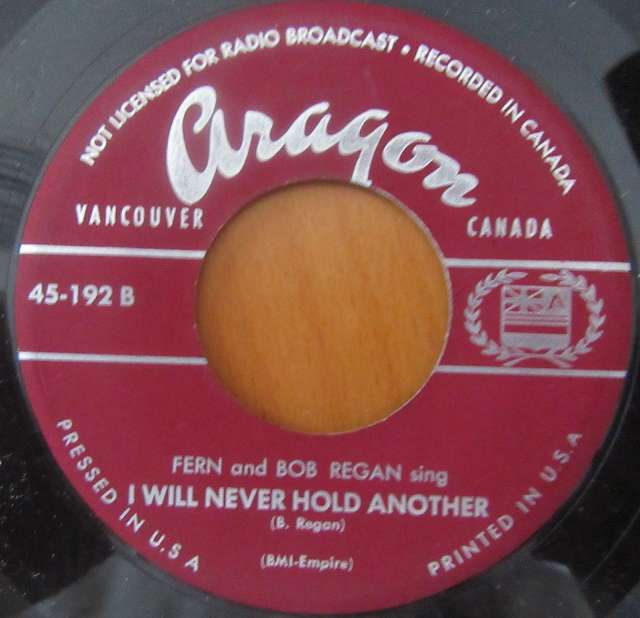 NOT LICENSED FOR RADIO BROADCAST • RECORDED IN CANADA
Aragon
VANCOUVER
CANADA
45-192 B
A
FERN and BOB REGAN sing
I WILL NEVER HOLD ANOTHER
(B. Regan)
(BMI-Empire)
PRESSED IN U.S.A
PRINTED IN U.S.A